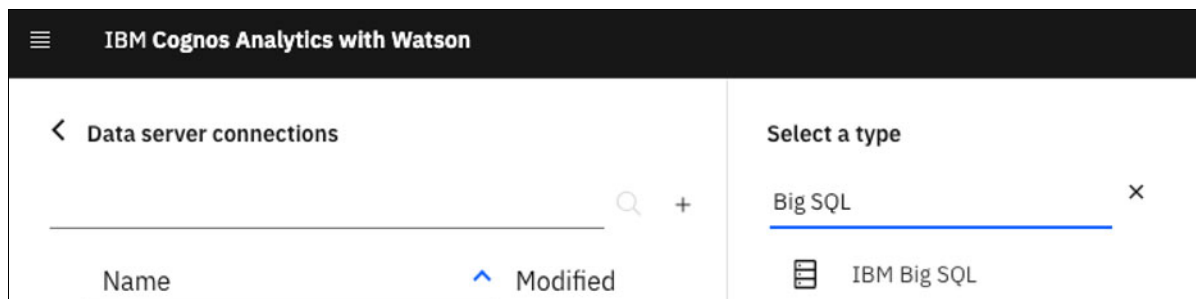 IBM Cognos Analytics with Watson
Data server connections
Select a type
Big SQL
Name
Modified
IBM Big SQL